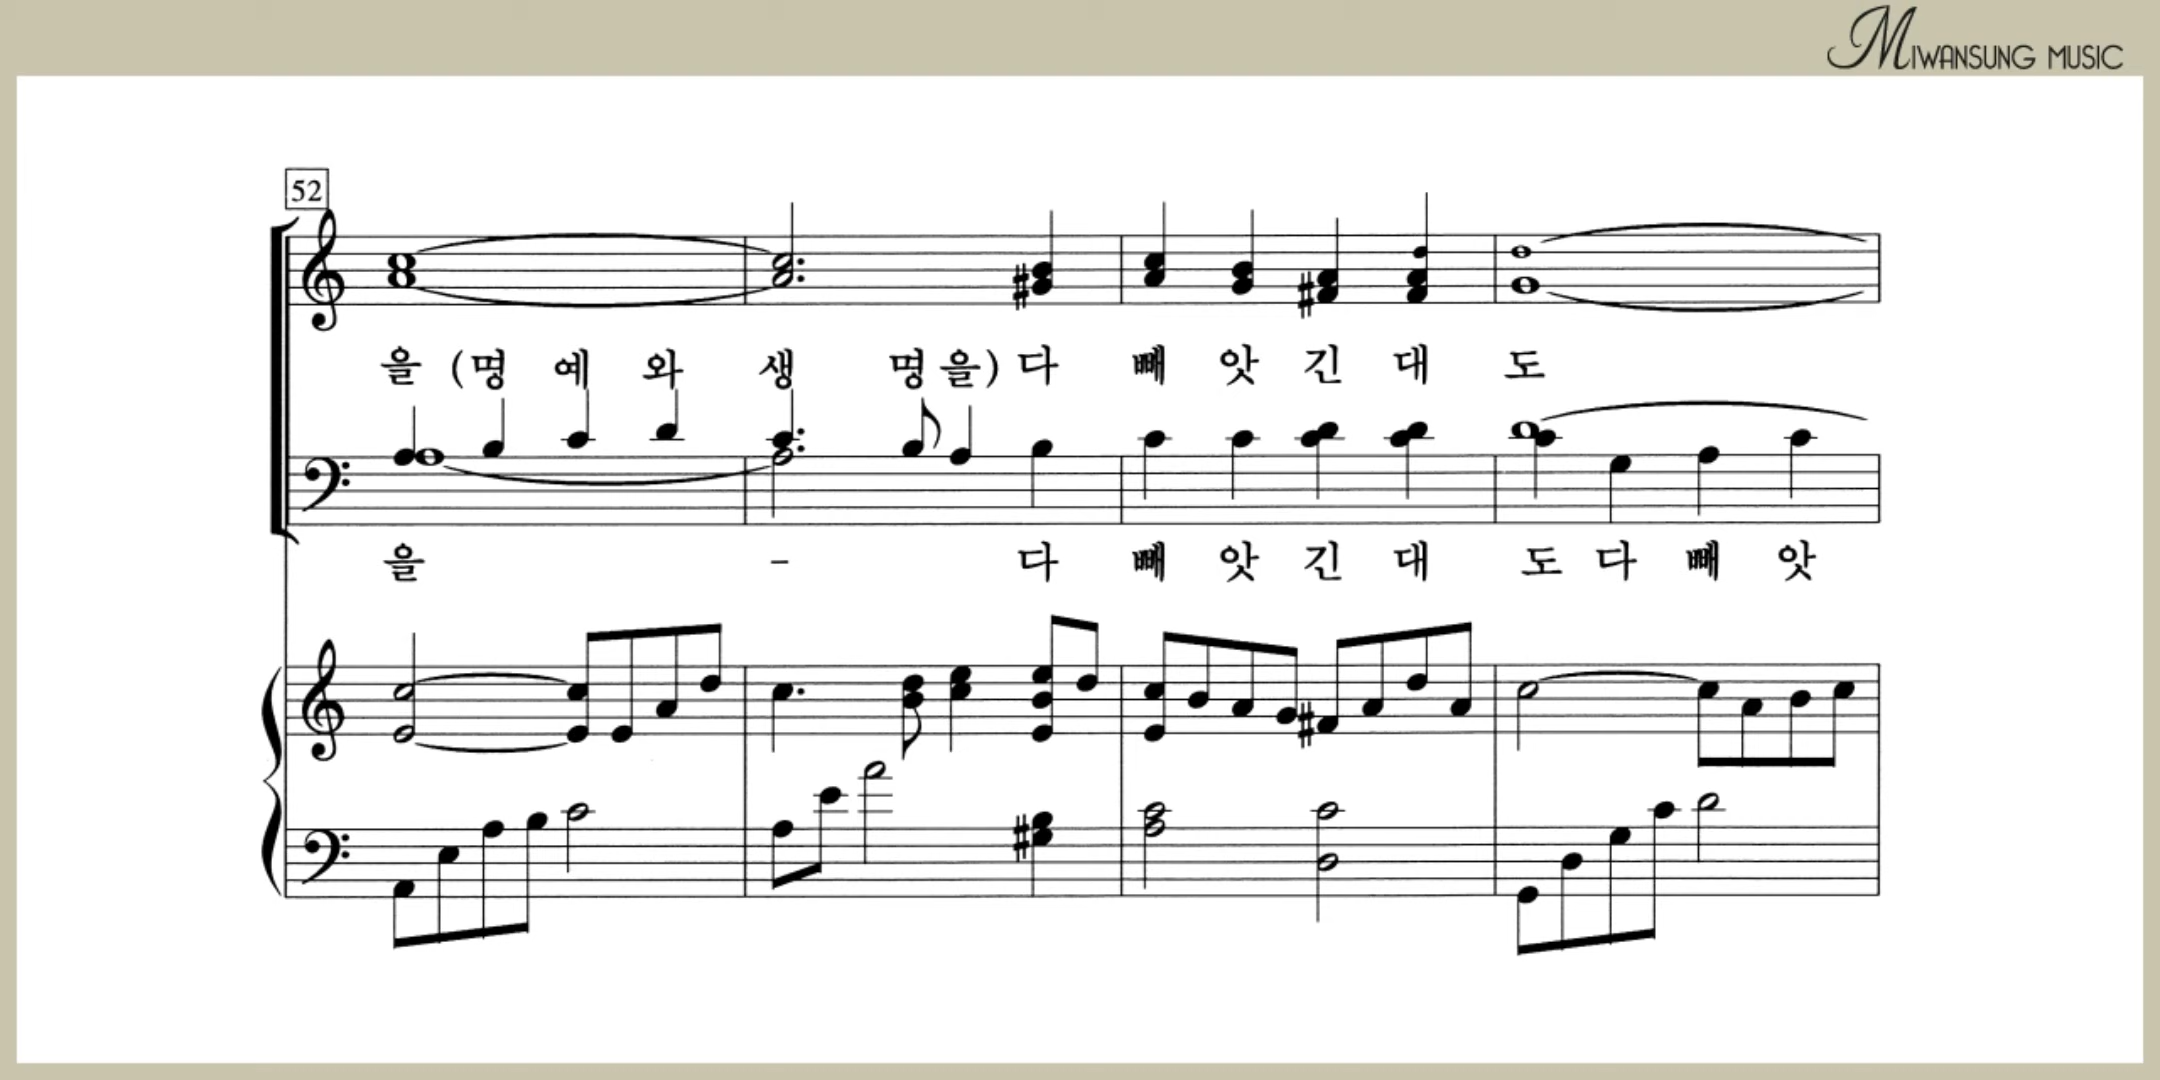 MIWANSUNG MUSIC
52
을 (명 예 와 생 명 을) 다 빼 앗 긴 대 도
을 - 다 빼 앗 긴 대 도 다 빼 앗